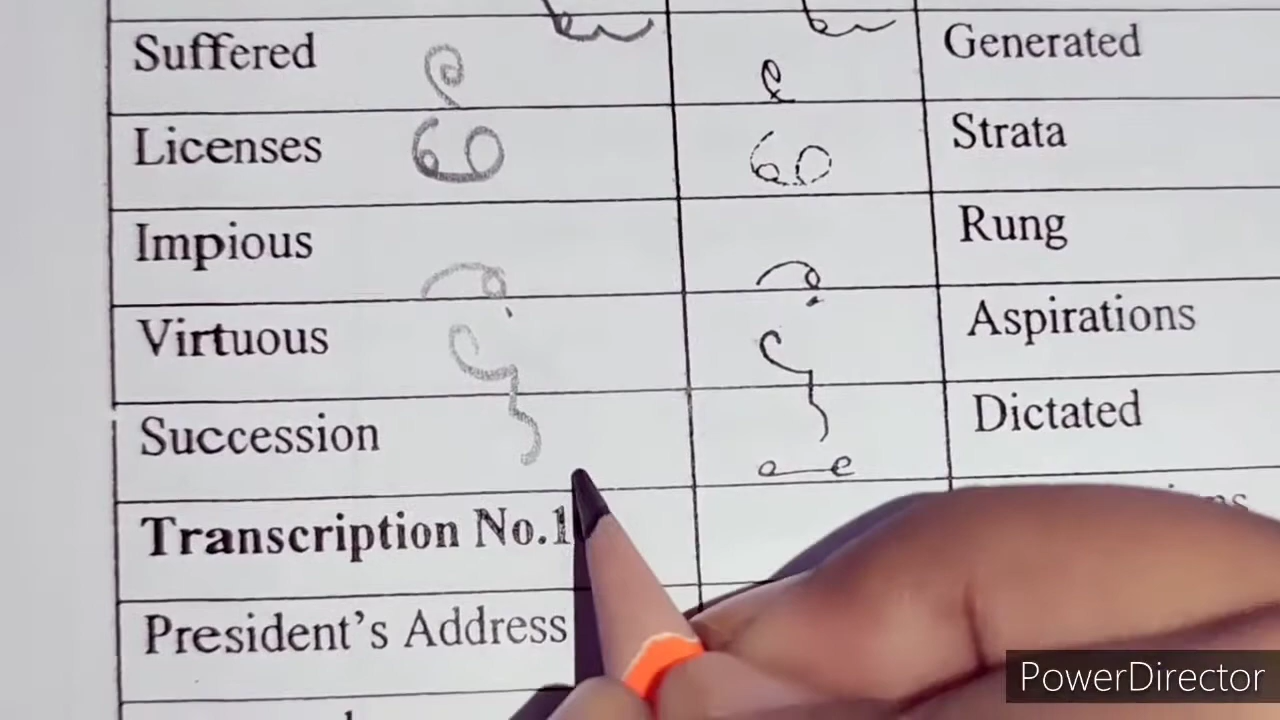 Suffered Generated
Licenses Strata
Impious Rung
Virtuous Aspirations
Succession Dictated
Transcription No.1
President's Address
PowerDirector